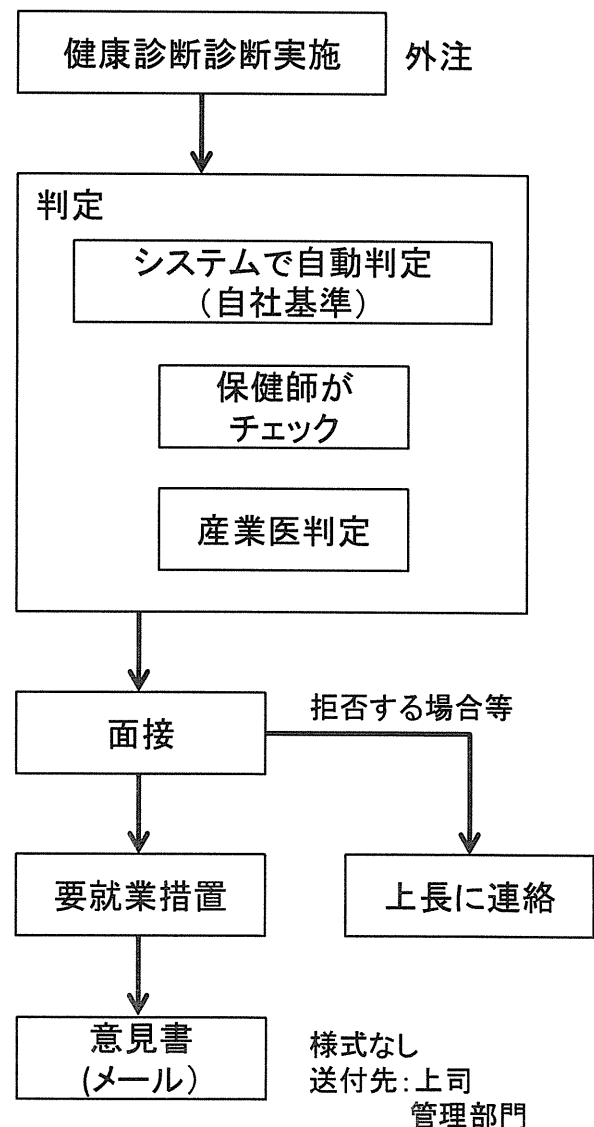 健康診断診断実施
外注
判定
システムで自動判定
(自社基準)
保健師が
チェック
産業医判定
面接
拒否する場合等
要就業措置
上長に連絡
意見書
(メール)
様式なし
送付先:上司
管理部門